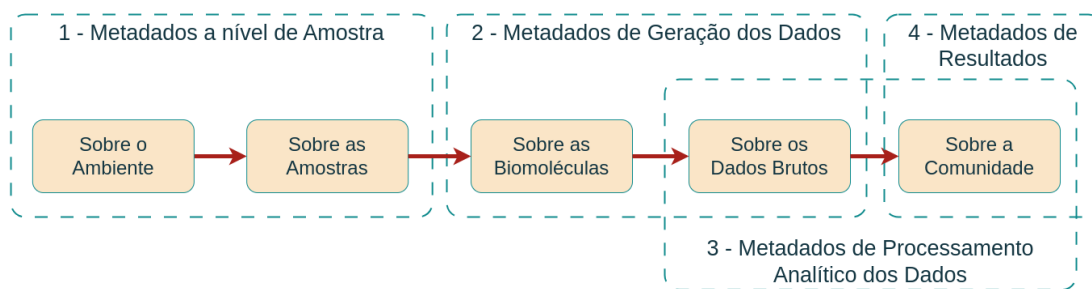 1 - Metadados a nível de Amostra
2 - Metadados de Geração dos Dados
4 - Metadados de
Resultados
Sobre o
Ambiente
Sobre as
Amostras
Sobre as
Biomoléculas
Sobre os
Dados Brutos
Sobre a
Comunidade
3 - Metadados de Processamento
Analítico dos Dados